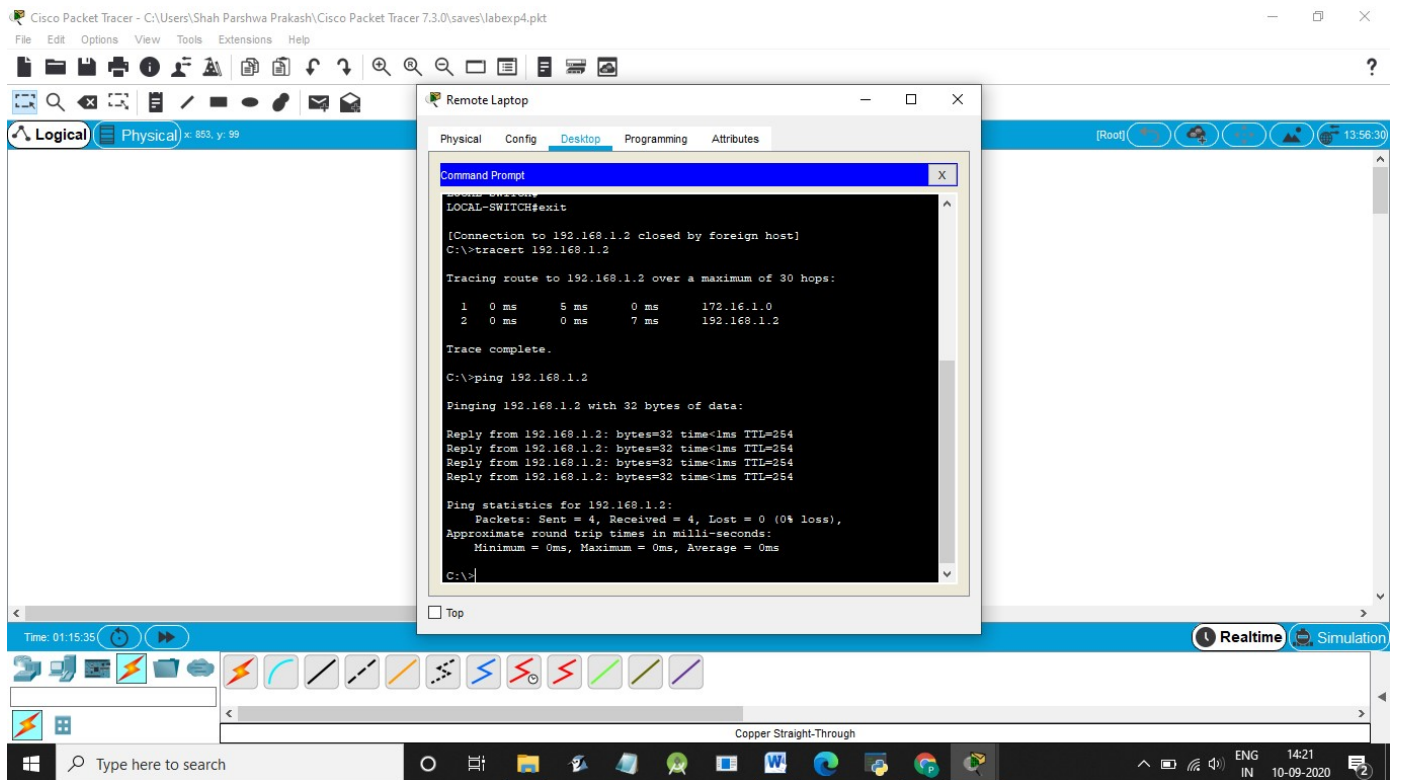 Cisco Packet Tracer - C:\Users\Shah Parshwa Prakash\Cisco Packet Tracer 7.3.0\saves\labexp4.pkt
File Edit Options View Tools Extensions Help
?
Logical Physical x: 853, y: 99
[Root] 13:56:30
Remote Laptop
Physical Config Desktop Programming Attributes
Command Prompt X
LOCAL-SWITCH#
LOCAL-SWITCH#exit
[Connection to 192.168.1.2 closed by foreign host]
C:\>tracert 192.168.1.2
Tracing route to 192.168.1.2 over a maximum of 30 hops:
1 0 ms 5 ms 0 ms 172.16.1.0
2 0 ms 0 ms 7 ms 192.168.1.2
Trace complete.
C:\>ping 192.168.1.2
Pinging 192.168.1.2 with 32 bytes of data:
Reply from 192.168.1.2: bytes=32 time<1ms TTL=254
Reply from 192.168.1.2: bytes=32 time<1ms TTL=254
Reply from 192.168.1.2: bytes=32 time<1ms TTL=254
Reply from 192.168.1.2: bytes=32 time<1ms TTL=254
Ping statistics for 192.168.1.2:
Packets: Sent = 4, Received = 4, Lost = 0 (0% loss),
Approximate round trip times in milli-seconds:
Minimum = 0ms, Maximum = 0ms, Average = 0ms
C:\>
Top
Time: 01:15:35
Realtime Simulation
Copper Straight-Through
Type here to search
ENG
IN
14:21
10-09-2020
2